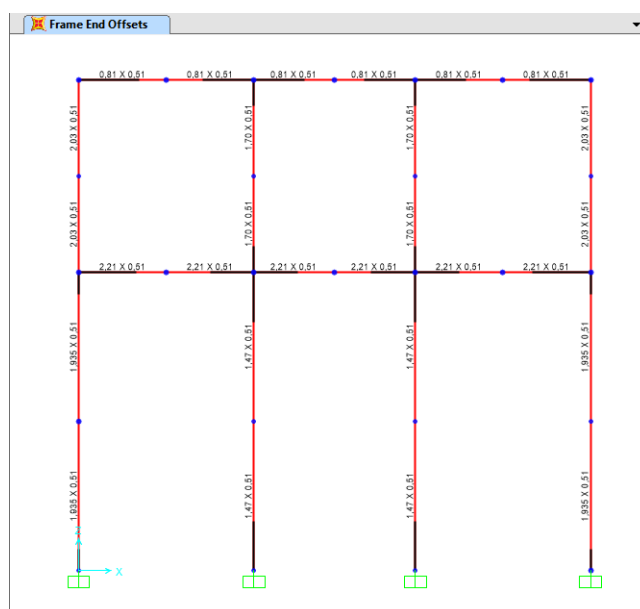 Frame End Offsets
0,81 X 0,51 0,81 X 0,51 0,81 X 0,51 0,81 X 0,51 0,81 X 0,51 0,81 X 0,51
2,03 X 0,51 1,70 X 0,51 1,70 X 0,51 2,03 X 0,51
2,03 X 0,51 1,70 X 0,51 1,70 X 0,51 2,03 X 0,51
2,21 X 0,51 2,21 X 0,51 2,21 X 0,51 2,21 X 0,51 2,21 X 0,51 2,21 X 0,51
1,935 X 0,51 1,47 X 0,51 1,47 X 0,51 1,935 X 0,51
1,935 X 0,51 1,47 X 0,51 1,47 X 0,51 1,935 X 0,51
Z
X